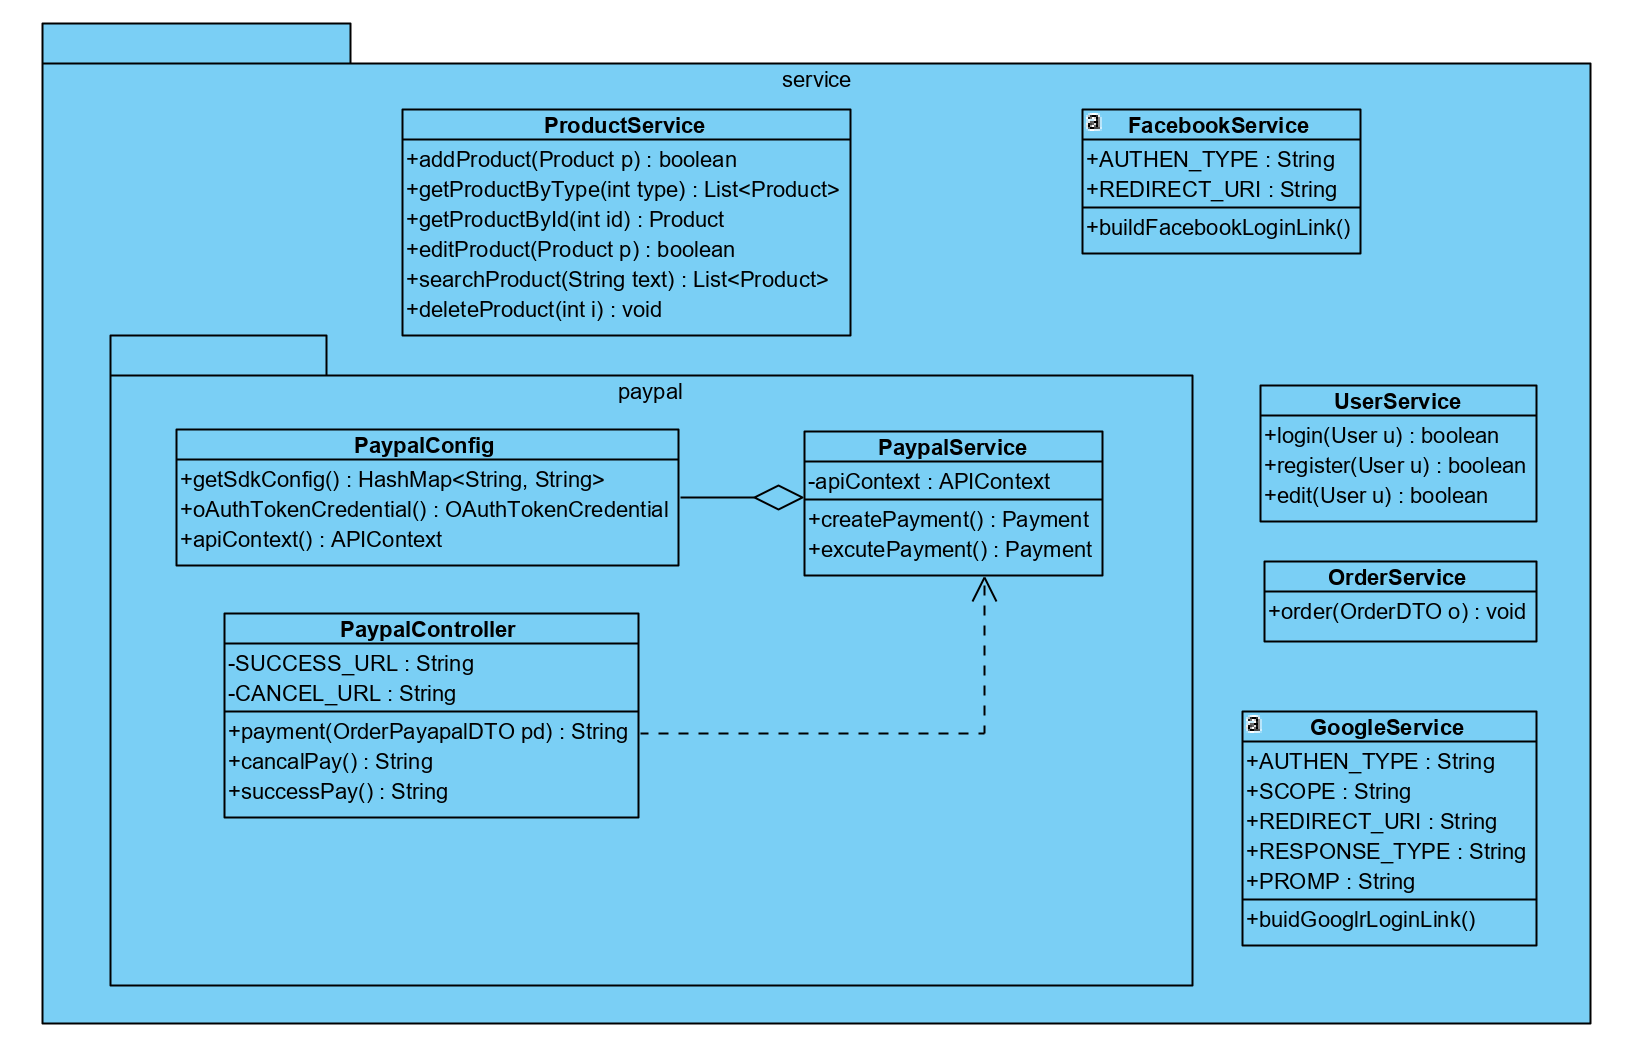 service
ProductService
+addProduct(Product p) : boolean
+getProductByType(int type) : List<Product>
+getProductById(int id) : Product
+editProduct(Product p) : boolean
+searchProduct(String text) : List<Product>
+deleteProduct(int i) : void
a
FacebookService
+AUTHEN_TYPE : String
+REDIRECT_URI : String
+buildFacebookLoginLink()
paypal
PaypalConfig
+getSdkConfig() : HashMap<String, String>
+oAuthTokenCredential() : OAuthTokenCredential
+apiContext() : APIContext
PaypalService
-apiContext : APIContext
+createPayment() : Payment
+excutePayment() : Payment
PaypalController
-SUCCESS_URL : String
-CANCEL_URL : String
+payment(OrderPayapalDTO pd) : String
+cancalPay() : String
+successPay() : String
UserService
+login(User u) : boolean
+register(User u) : boolean
+edit(User u) : boolean
OrderService
+order(OrderDTO o) : void
a
GoogleService
+AUTHEN_TYPE : String
+SCOPE : String
+REDIRECT_URI : String
+RESPONSE_TYPE : String
+PROMP : String
+buidGooglrLoginLink()